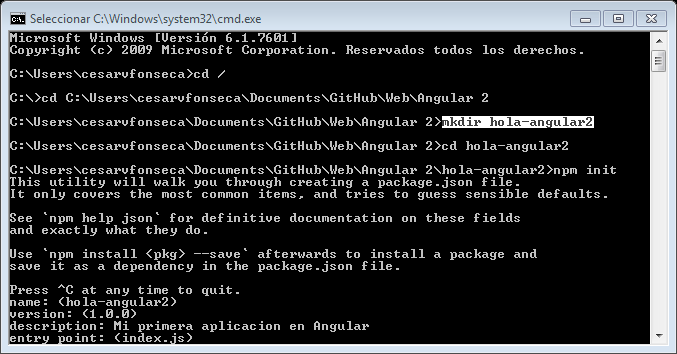 Seleccionar C:\Windows\system32\cmd.exe
Microsoft Windows [Versión 6.1.7601]
Copyright (c) 2009 Microsoft Corporation. Reservados todos los derechos.
C:\Users\cesarvfonseca>cd /
C:\>cd C:\Users\cesarvfonseca\Documents\GitHub\Web\Angular 2
C:\Users\cesarvfonseca\Documents\GitHub\Web\Angular 2>mkdir hola-angular2
C:\Users\cesarvfonseca\Documents\GitHub\Web\Angular 2>cd hola-angular2
C:\Users\cesarvfonseca\Documents\GitHub\Web\Angular 2\hola-angular2>npm init
This utility will walk you through creating a package.json file.
It only covers the most common items, and tries to guess sensible defaults.
See `npm help json` for definitive documentation on these fields
and exactly what they do.
Use `npm install <pkg> --save` afterwards to install a package and
save it as a dependency in the package.json file.
Press ^C at any time to quit.
name: (hola-angular2)
version: (1.0.0)
description: Mi primera aplicacion en Angular
entry point: (index.js)